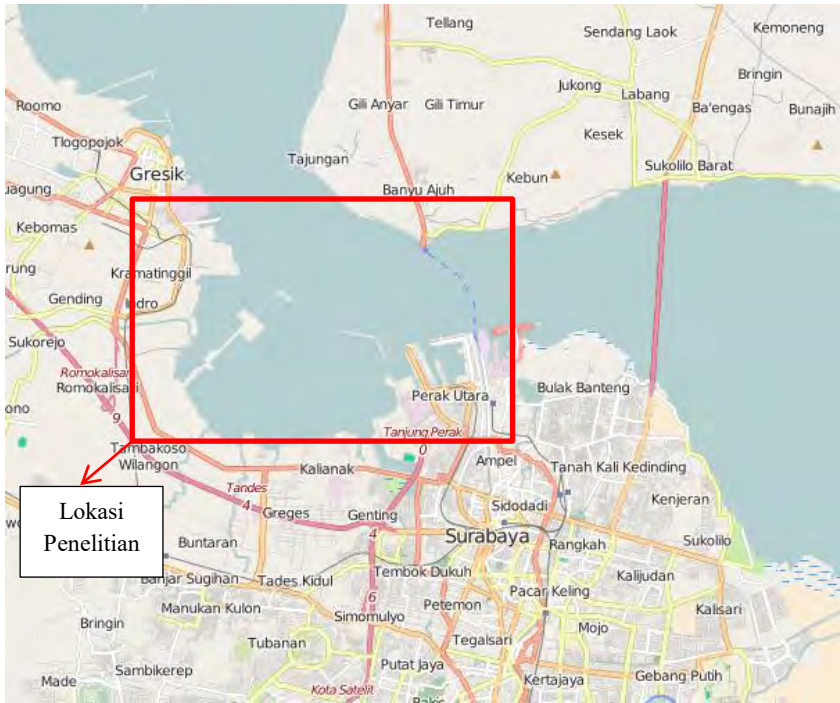 Tellang
Sendang Laok
Kemoneng
Bringin
Jukong
Labang
Roomo
Gili Anyar
Gili Timur
Ba'engas
Bunajih
Kesek
Tlogopojok
Tajungan
Sukolilo Barat
Gresik
Kebun
Banyu Ajuh
Kebomas
Kramatinggil
Gending
Indro
Sukorejo
Romokalisari
Romokalisari
9
Perak Utara
Bulak Banteng
Tanjung Perak
0
Tambakoso
Wilangon
Kalianak
Ampel
Tanah Kali Kedinding
Tandes
4
Lokasi
Penelitian
Greges
Genting
4
Sidodadi
Kenjeran
Surabaya
Rangkah
Sukolilo
Buntaran
Banjar Sugihan
Tades Kidul
Tembok Dukuh
Kalijudan
Manukan Kulon
6
Petemon
Pacar Keling
Kalisari
Bringin
Simomulyo
Mojo
Tubanan
Tegalsari
Sambikerep
Putat Jaya
Gebang Putih
Made
Kota Satelit
Kertajaya